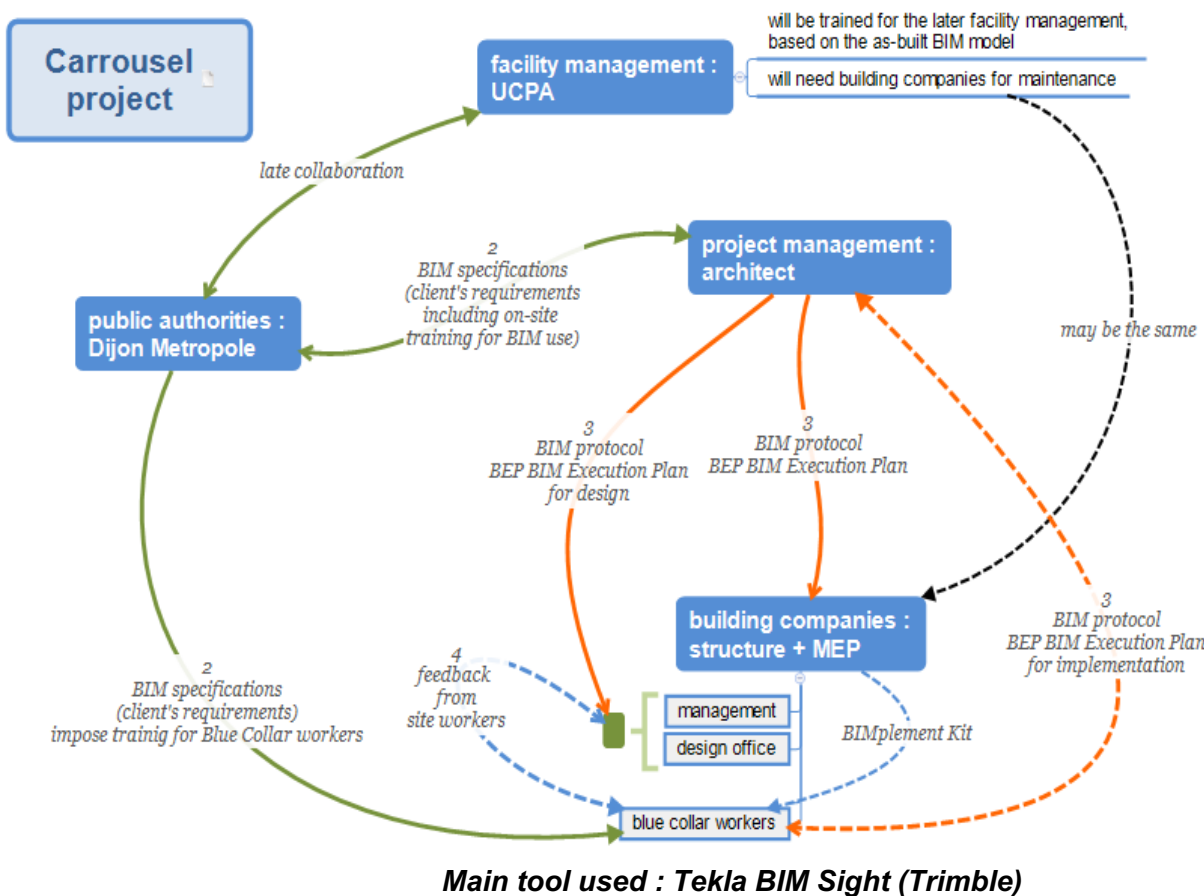 Carrousel
project
facility management :
UCPA
will be trained for the later facility management,
based on the as-built BIM model
will need building companies for maintenance
late collaboration
2
BIM specifications
(client's requirements
including on-site
training for BIM use)
project management :
architect
public authorities :
Dijon Metropole
may be the same
3
BIM protocol
BEP BIM Execution Plan
for design
3
BIM protocol
BEP BIM Execution Plan
building companies :
structure + MEP
3
BIM protocol
BEP BIM Execution Plan
for implementation
4
feedback
from
site workers
2
BIM specifications
(client's requirements)
impose trainig for Blue Collar workers
management
design office
BIMplement Kit
blue collar workers
Main tool used : Tekla BIM Sight (Trimble)